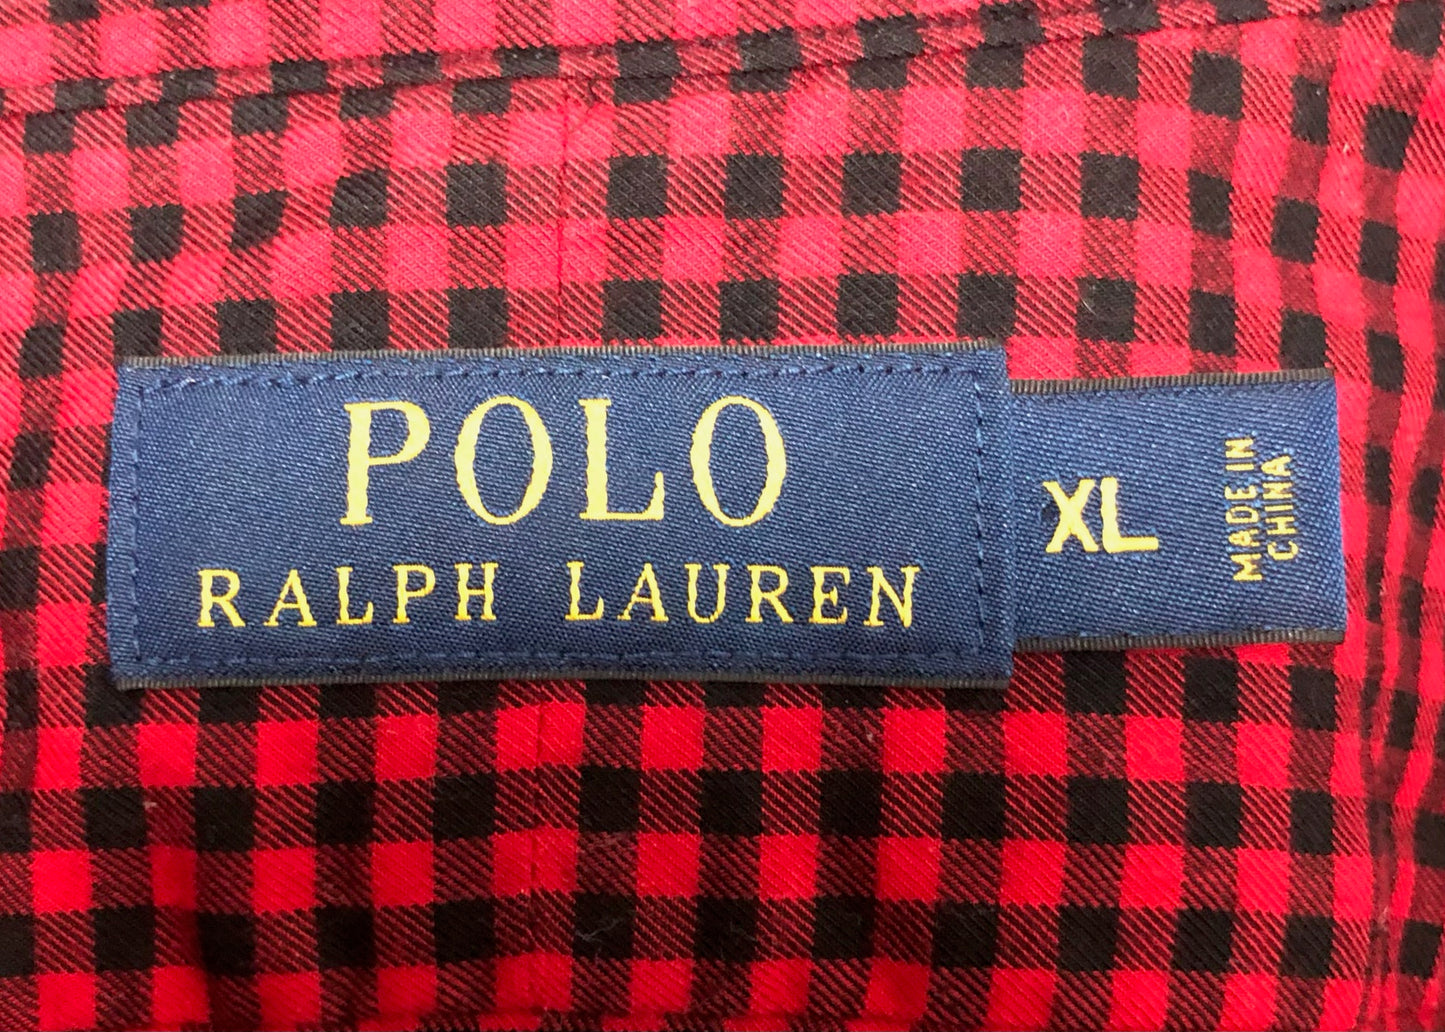 POLO
RALPH LAUREN
XL
MADE IN
CHINA